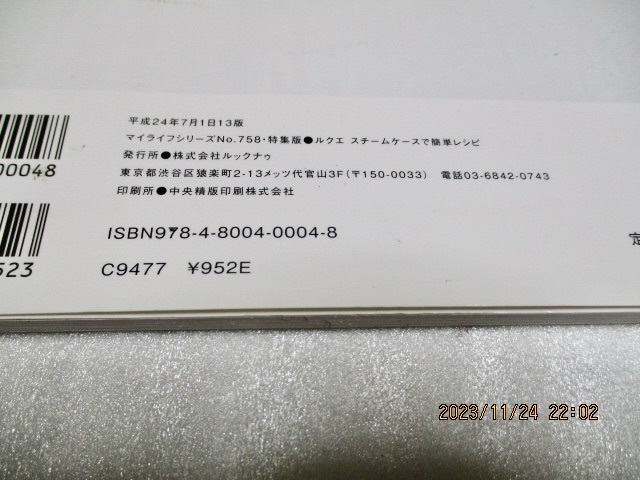 平成24年7月1日13版
マイライフシリーズNo.758・特集版●ルクエ スチームケースで簡単レシピ
発行所●株式会社ルックナゥ
東京都渋谷区猿楽町2-13メッツ代官山3F(〒150-0033) 電話03-6842-0743
印刷所●中央精版印刷株式会社
00048
ISBN978-4-8004-0004-8
定
523
C9477 ¥952E
2023/11/24 22:02